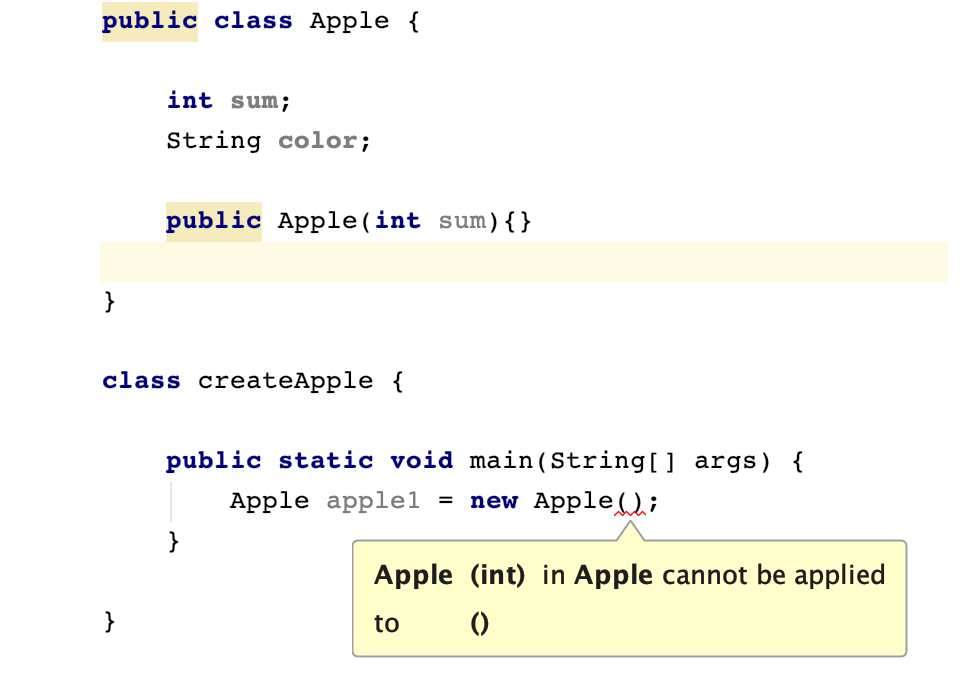 public class Apple {
int sum;
String color;
public Apple(int sum){}
}
class createApple {
public static void main(String[] args) {
Apple apple1 = new Apple();
}
Apple (int) in Apple cannot be applied
to ()
}